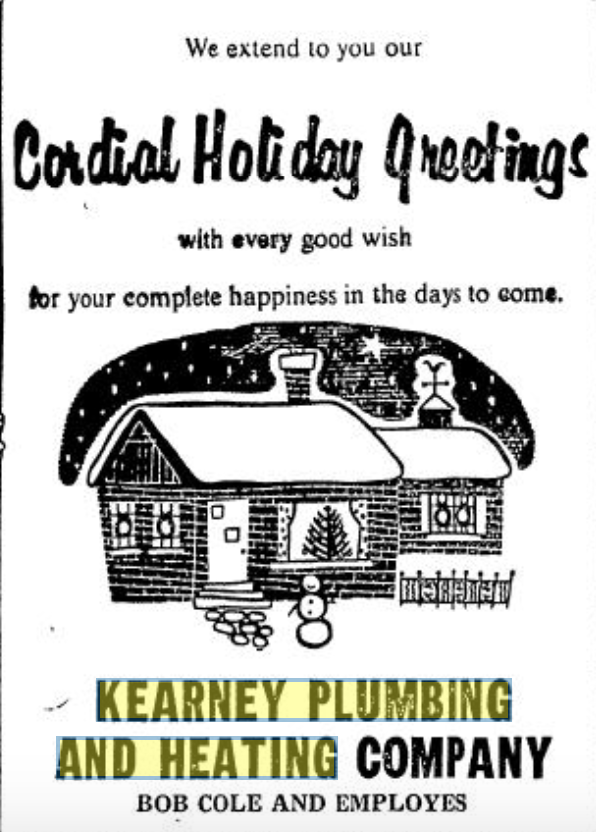 We extend to you our
Cordial Holiday Greetings
with every good wish
for your complete happiness in the days to come.
KEARNEY PLUMBING
AND HEATING COMPANY
BOB COLE AND EMPLOYES